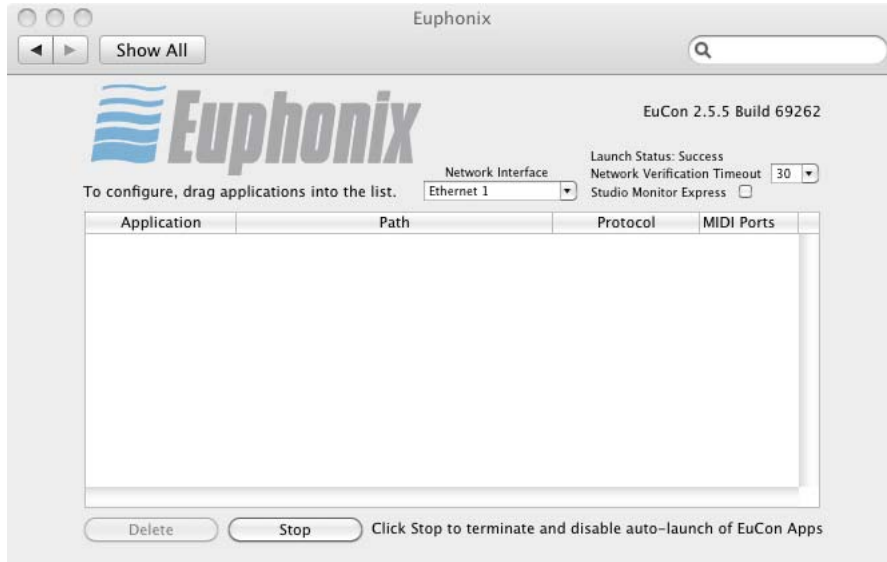 Euphonix
Show All
Euphonix
EuCon 2.5.5 Build 69262
Launch Status: Success
Network Interface
Network Verification Timeout 30
To configure, drag applications into the list.
Ethernet 1
Studio Monitor Express
Application Path Protocol MIDI Ports
Delete Stop Click Stop to terminate and disable auto-launch of EuCon Apps